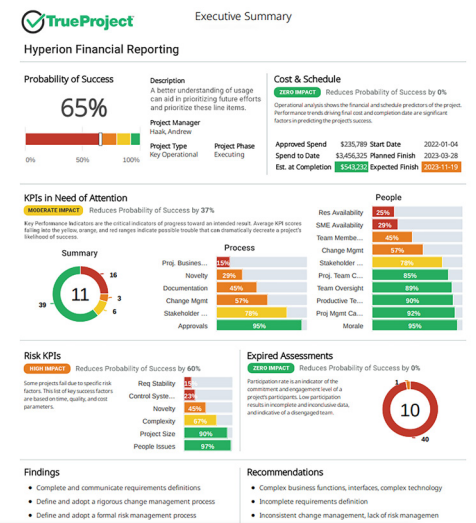 TrueProject
Executive Summary
Hyperion Financial Reporting
Probability of Success
65%
0%
50%
100%
Description
A better understanding of usage
can aid in prioritizing future efforts
and prioritize these line items.
Project Manager
Haak, Andrew
Project Type
Project Phase
Key Operational
Executing
Cost & Schedule
ZERO IMPACT Reduces Probability of Success by 0%
Operational analysis shows the financial and schedule predictors of the project.
Performance trends driving final cost and completion date are significant
factors in predicting the project's success.
Approved Spend $235,789 Start Date 2022-01-04
Spend to Date $3,456,325 Planned Finish 2023-03-28
Est. at Completion $543,232 Expected Finish 2023-11-19
KPIs in Need of Attention
MODERATE IMPACT Reduces Probability of Success by 37%
Key Performance Indicators are the critical indicators of progress toward an intended result. Average KPI scores
falling into the yellow, orange, and red ranges indicate possible trouble that can dramatically decrease a project's
likelihood of success.
Summary
11
16
3
6
39
Process
Proj. Busines... 15%
Novelty 29%
Documentation 45%
Change Mgmt 57%
Stakeholder ... 78%
Approvals 95%
People
Res Availability 25%
SME Availability 29%
Team Membe... 45%
Change Mgmt 57%
Stakeholder ... 78%
Proj. Team C... 85%
Team Oversight 89%
Productive Te... 90%
Proj Mgmt Ca... 92%
Morale 95%
Risk KPIs
HIGH IMPACT Reduces Probability of Success by 60%
Some projects fail due to specific risk
factors. This list of key success factors
are based on time, quality, and cost
parameters.
Req Stability 15%
Control Syste... 23%
Novelty 45%
Complexity 67%
Project Size 90%
People Issues 97%
Expired Assessments
ZERO IMPACT Reduces Probability of Success by 0%
Participation rate is an indicator of the
commitment and engagement level of a
project's participants. Low participation
results in incomplete and inconclusive data,
and indicative of a disengaged team.
1
10
40
Findings
Complete and communicate requirements definitions
Define and adopt a rigorous change management process
Define and adopt a formal risk management process
Recommendations
Complex business functions, interfaces, complex technology
Incomplete requirements definition
Inconsistent change management, lack of risk managemen